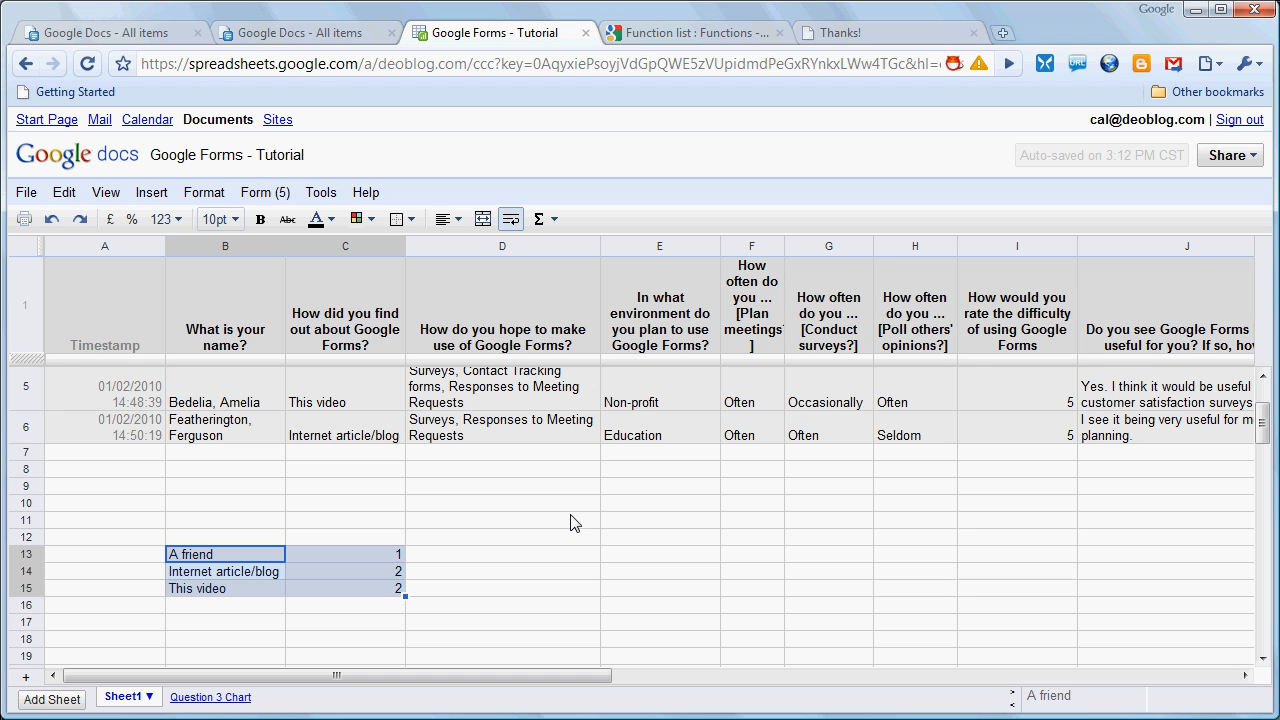 Google
Google Docs - All items
Google Docs - All items
Google Forms - Tutorial
Function list : Functions -...
Thanks!
https://spreadsheets.google.com/a/deoblog.com/ccc?key=0AqyxiePsoyjVdGpQWE5zVUpidmdPeGxRYnkxLWw4TGc&hl=
Getting Started
Other bookmarks
Start Page Mail Calendar Documents Sites
cal@deoblog.com | Sign out
Google docs Google Forms - Tutorial
Auto-saved on 3:12 PM CST
Share
File Edit View Insert Format Form (5) Tools Help
£ % 123 10pt B Abc A Σ
A B C D E F G H I J
1
Timestamp
What is your
name?
How did you find
out about Google
Forms?
How do you hope to make
use of Google Forms?
In what
environment do
you plan to use
Google Forms?
How
often do
you ...
[Plan
meetings'
]
How often
do you ...
[Conduct
surveys?]
How often
do you ...
[Poll others'
opinions?]
How would you
rate the difficulty
of using Google
Forms
Do you see Google Forms
useful for you? If so, how
5
01/02/2010
14:48:39
Bedelia, Amelia
This video
Surveys, Contact Tracking
forms, Responses to Meeting
Requests
Non-profit
Often
Occasionally
Often
5
Yes. I think it would be useful
customer satisfaction surveys
6
01/02/2010
14:50:19
Featherington,
Ferguson
Internet article/blog
Surveys, Responses to Meeting
Requests
Education
Often
Often
Seldom
5
I see it being very useful for me
planning.
7
8
9
10
11
12
13 A friend 1
14 Internet article/blog 2
15 This video 2
16
17
18
19
+
Add Sheet
Sheet1
Question 3 Chart
A friend